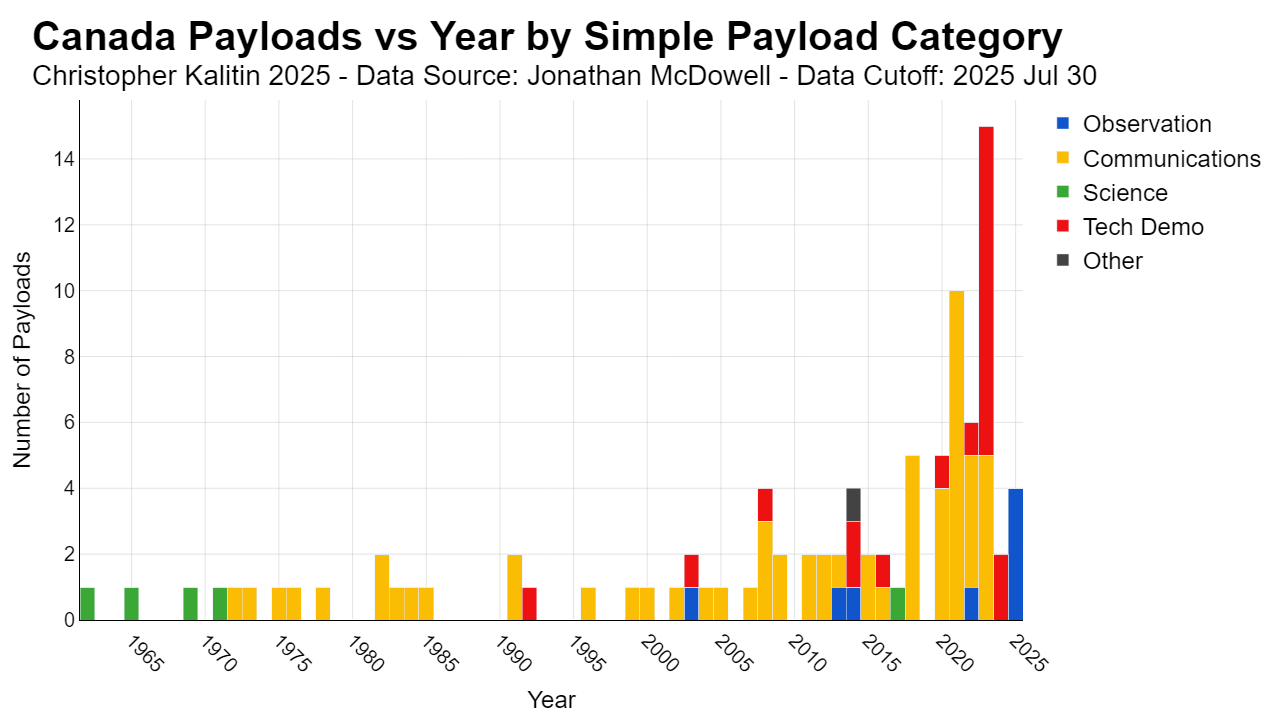 Canada Payloads vs Year by Simple Payload Category
Christopher Kalitin 2025 - Data Source: Jonathan McDowell - Data Cutoff: 2025 Jul 30
Observation
Communications
Science
Tech Demo
Other
Number of Payloads
14
12
10
8
6
4
2
0
1965 1970 1975 1980 1985 1990 1995 2000 2005 2010 2015 2020 2025
Year